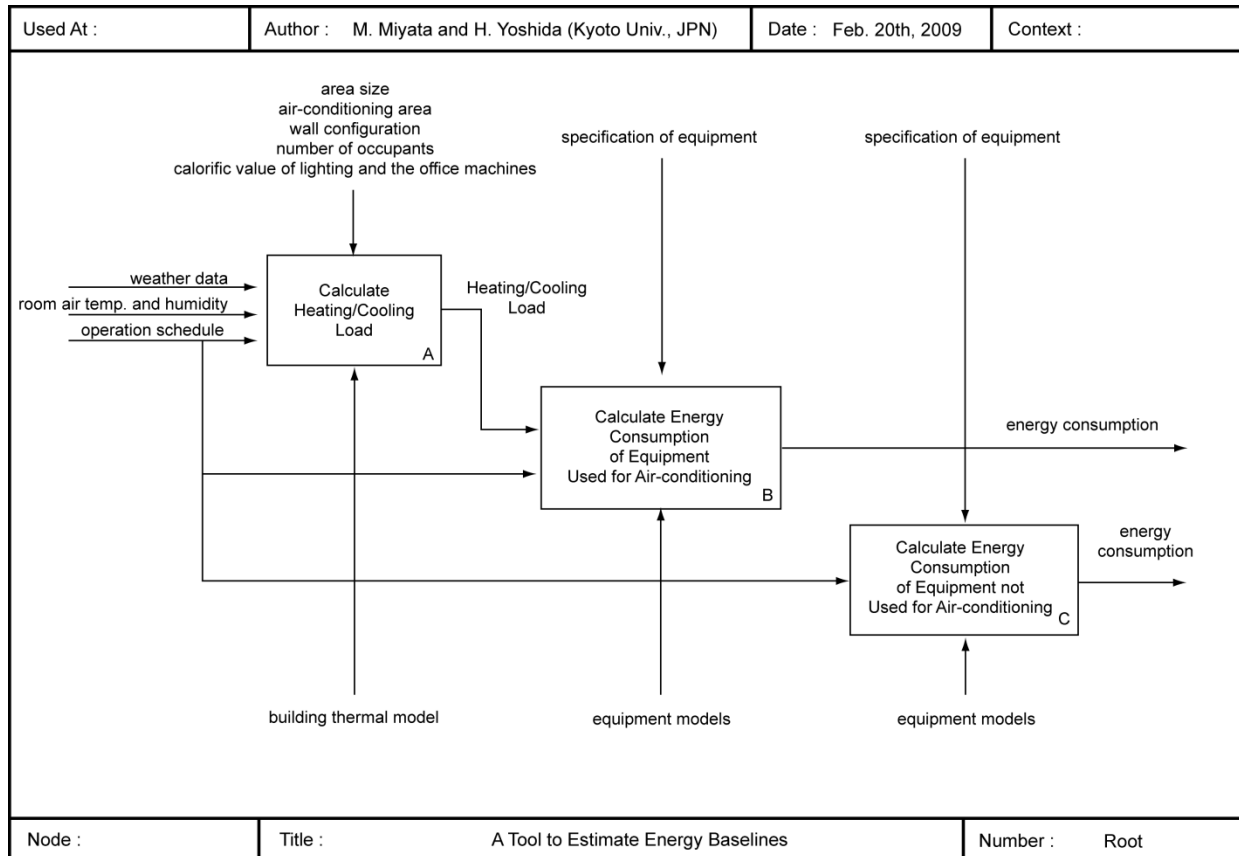 Used At :
Author : M. Miyata and H. Yoshida (Kyoto Univ., JPN)
Date : Feb. 20th, 2009
Context :
area size
air-conditioning area
wall configuration
number of occupants
calorific value of lighting and the office machines
specification of equipment
specification of equipment
weather data
room air temp. and humidity
operation schedule
Calculate
Heating/Cooling
Load
A
Heating/Cooling
Load
Calculate Energy
Consumption
of Equipment
Used for Air-conditioning
B
energy consumption
Calculate Energy
Consumption
of Equipment not
Used for Air-conditioning
C
energy
consumption
building thermal model
equipment models
equipment models
Node :
Title : A Tool to Estimate Energy Baselines
Number : Root